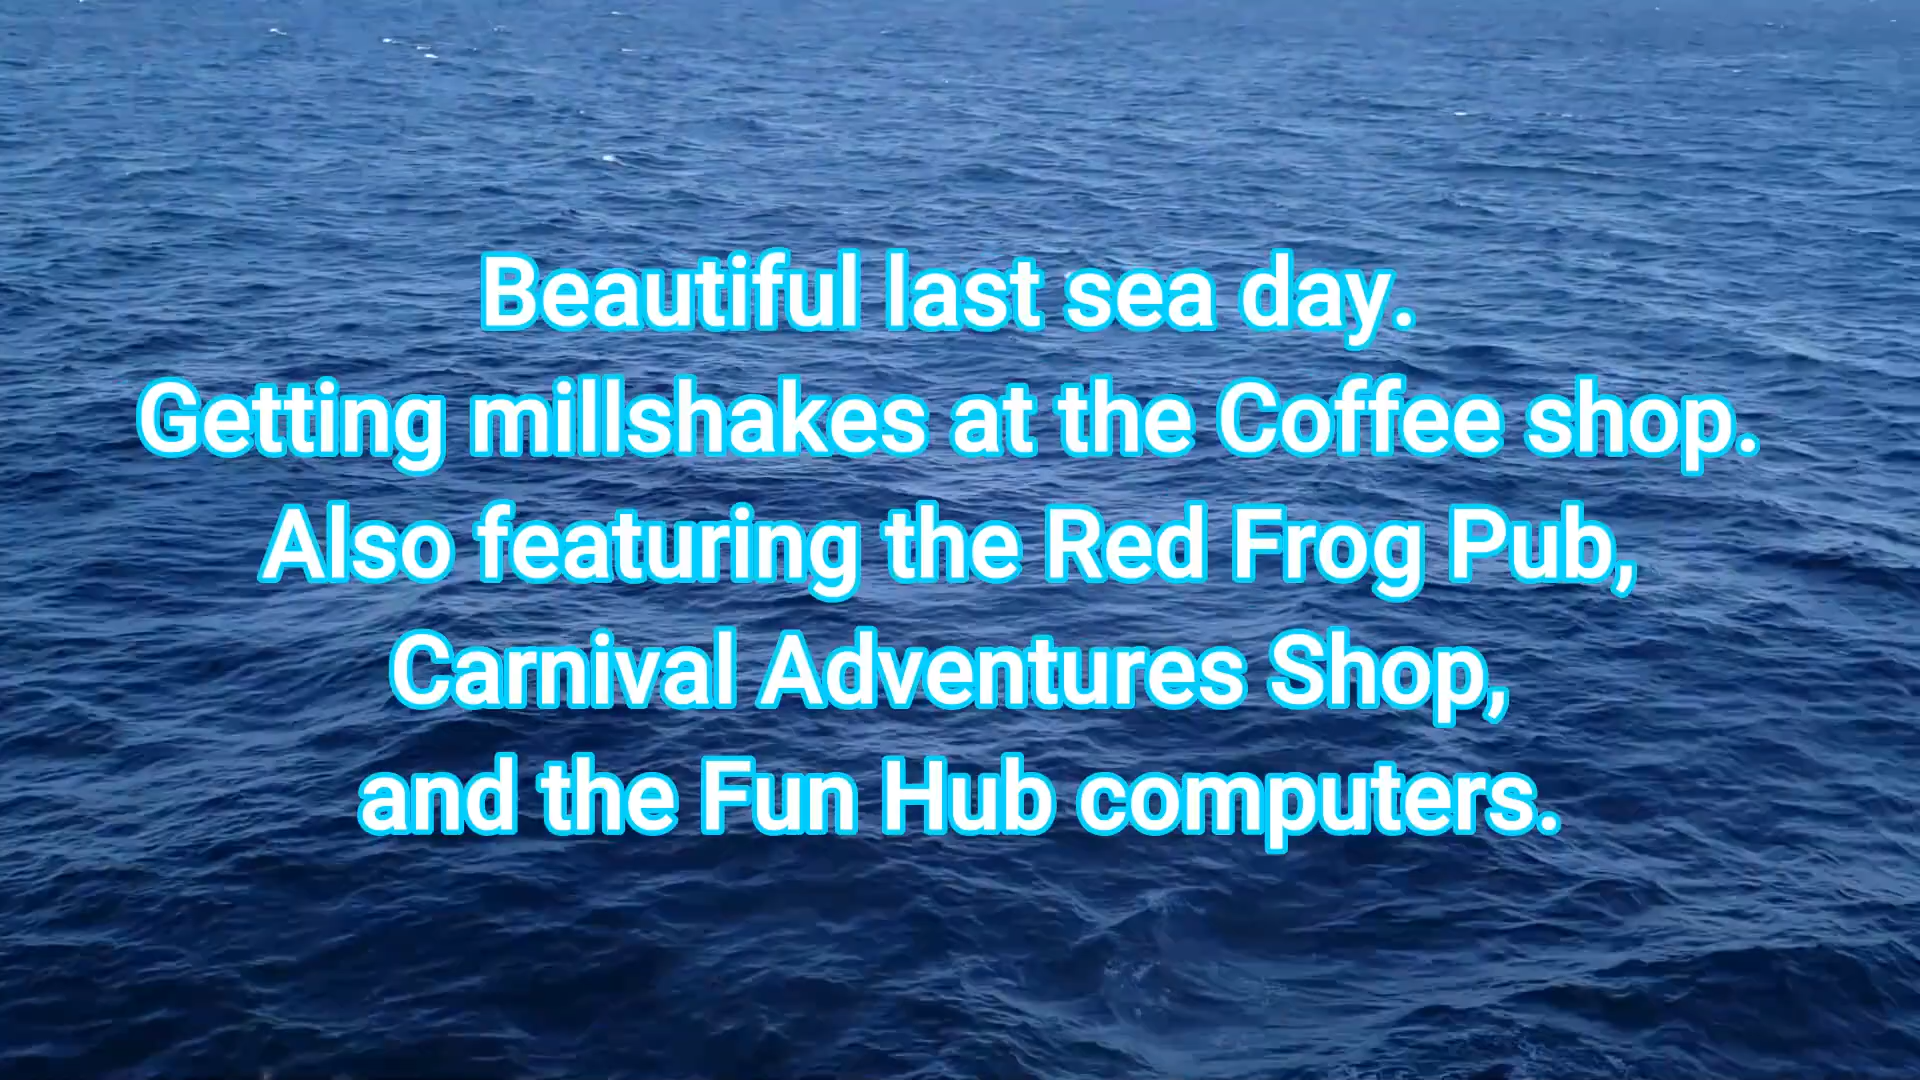 Beautiful last sea day.
Getting millshakes at the Coffee shop.
Also featuring the Red Frog Pub,
Carnival Adventures Shop,
and the Fun Hub computers.